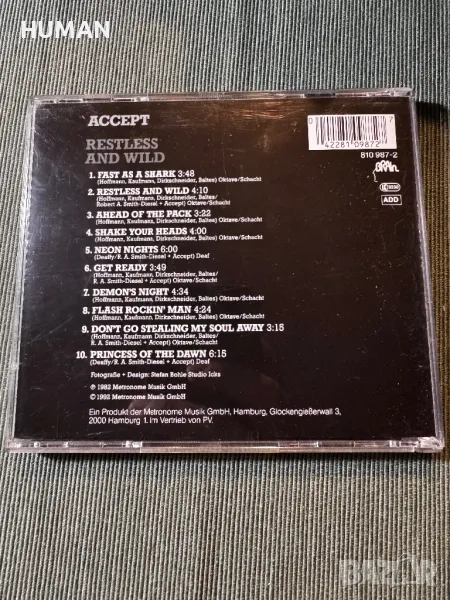 HUMAN
ACCEPT
RESTLESS
AND WILD
0 42281 09872 7
810 987-2
BRAIN
ADD
1. FAST AS A SHARK 3:48
(Hoffmann, Kaufmann, Dirkschneider, Baltes) Oktave/Schacht
2. RESTLESS AND WILD 4:10
(Hoffmann, Kaufmann, Dirkschneider, Baltes/
Robert A. Smith-Diesel + Accept) Oktave/Schacht
3. AHEAD OF THE PACK 3:22
(Hoffmann, Kaufmann, Dirkschneider, Baltes) Oktave/Schacht
4. SHAKE YOUR HEADS 4:00
(Hoffmann, Kaufmann, Dirkschneider, Baltes) Oktave/Schacht
5. NEON NIGHTS 6:00
(Deaffy/R. A. Smith-Diesel + Accept) Deaf
6. GET READY 3:49
(Hoffmann, Kaufmann, Dirkschneider, Baltes/
R. A. Smith-Diesel + Accept) Oktave/Schacht
7. DEMON'S NIGHT 4:34
(Hoffmann, Kaufmann, Dirkschneider, Baltes) Oktave/Schacht
8. FLASH ROCKIN' MAN 4:24
(Hoffmann, Kaufmann, Dirkschneider, Baltes) Oktave/Schacht
9. DON'T GO STEALING MY SOUL AWAY 3:15
(Hoffmann, Kaufmann, Dirkschneider, Baltes/
R. A. Smith-Diesel + Accept) Oktave/Schacht
10. PRINCESS OF THE DAWN 6:15
(Deaffy/R. A. Smith-Diesel + Accept) Deaf
Fotografie + Design: Stefan Böhle Studio Icks
℗ 1982 Metronome Musik GmbH
© 1992 Metronome Musik GmbH
Ein Produkt der Metronome Musik GmbH, Hamburg, Glockengießerwall 3,
2000 Hamburg 1. im Vertrieb von PV.
BAZAR